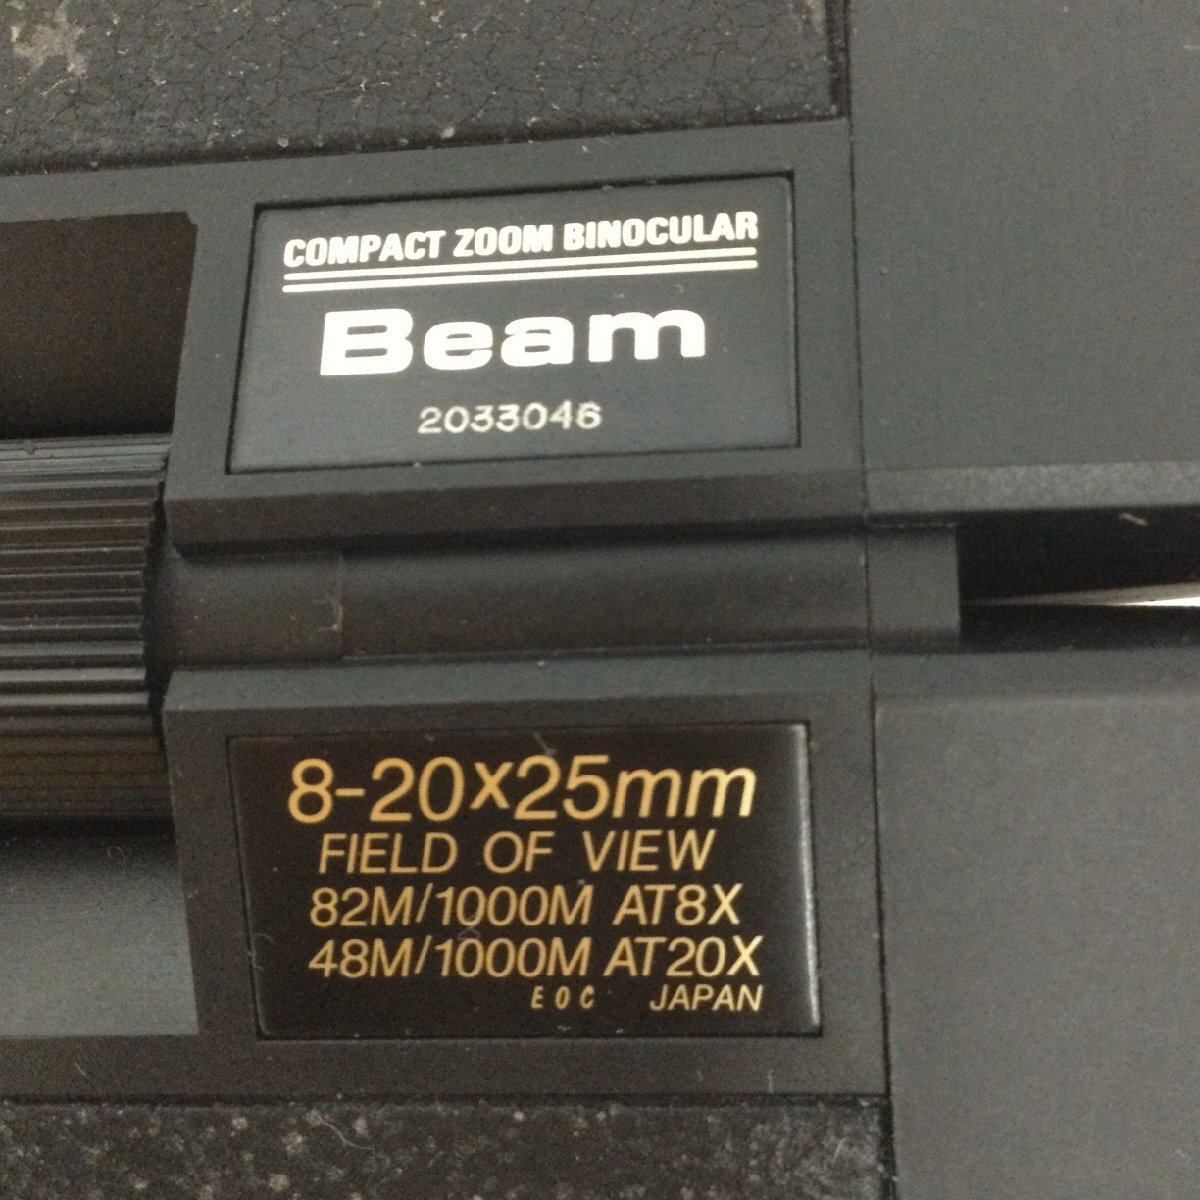 COMPACT ZOOM BINOCULAR
Beam
2033046
8-20x25mm
FIELD OF VIEW
82M/1000M AT8X
48M/1000M AT20X
EOC JAPAN